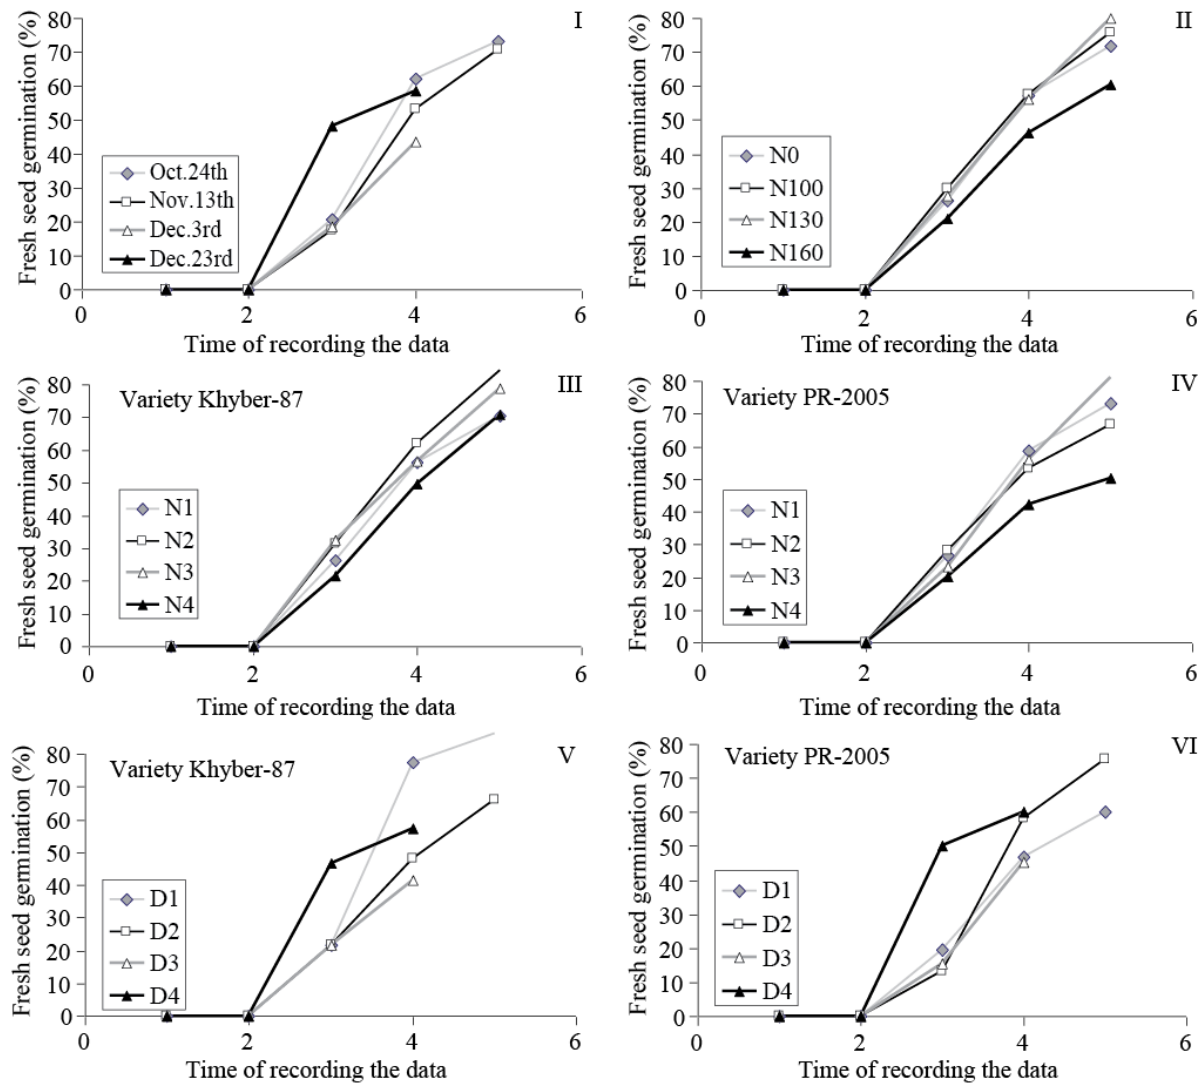 I
Fresh seed germination (%)
80
70
60
50
40
30
20
10
0
Oct.24th
Nov.13th
Dec.3rd
Dec.23rd
0 2 4 6
Time of recording the data
II
Fresh seed germination (%)
80
70
60
50
40
30
20
10
0
N0
N100
N130
N160
0 2 4 6
Time of recording the data
III
Variety Khyber-87
Fresh seed germination (%)
80
70
60
50
40
30
20
10
0
N1
N2
N3
N4
0 2 4 6
Time of recording the data
IV
Variety PR-2005
Fresh seed germination (%)
80
70
60
50
40
30
20
10
0
N1
N2
N3
N4
0 2 4 6
Time of recording the data
V
Variety Khyber-87
Fresh seed germination (%)
80
70
60
50
40
30
20
10
0
D1
D2
D3
D4
0 2 4 6
Time of recording the data
VI
Variety PR-2005
Fresh seed germination (%)
80
70
60
50
40
30
20
10
0
D1
D2
D3
D4
0 2 4 6
Time of recording the data